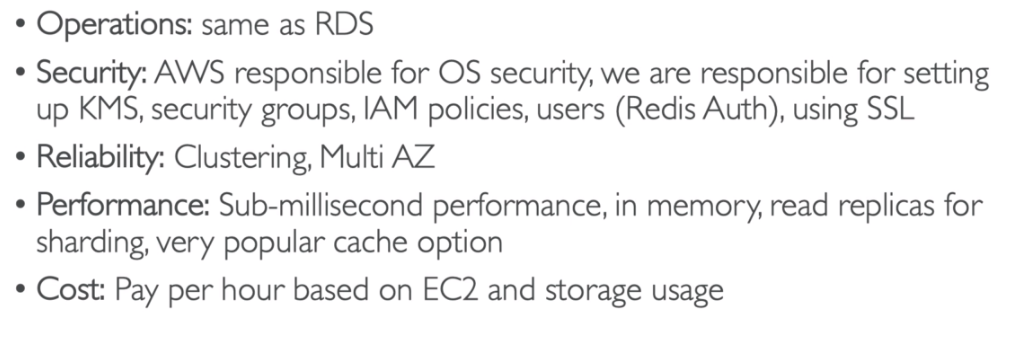 • Operations: same as RDS
• Security: AWS responsible for OS security, we are responsible for setting
up KMS, security groups, IAM policies, users (Redis Auth), using SSL
• Reliability: Clustering, Multi AZ
• Performance: Sub-millisecond performance, in memory, read replicas for
sharding, very popular cache option
• Cost: Pay per hour based on EC2 and storage usage